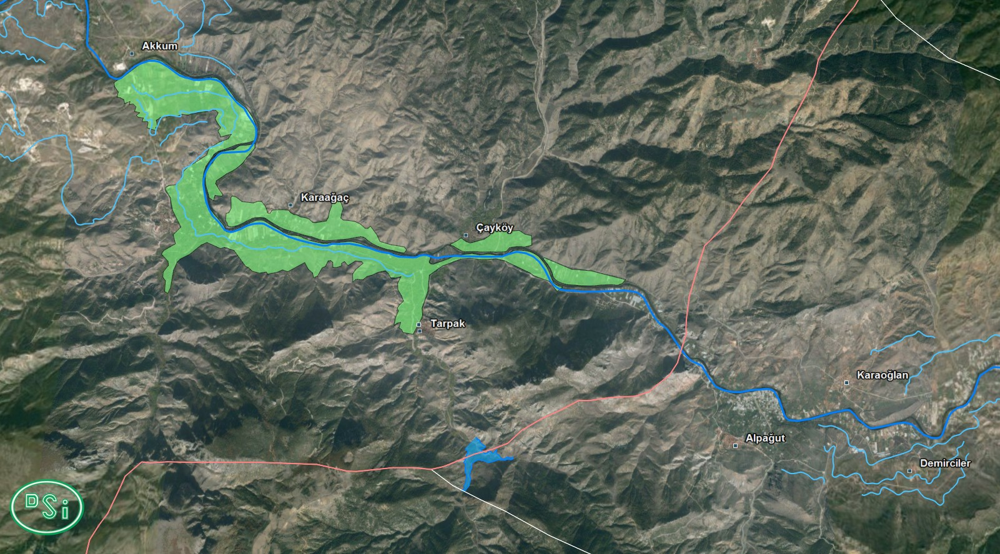 Akkum
Karaağaç
Çayköy
Tarpak
Karaoğlan
Alpağut
Demirciler
DSi